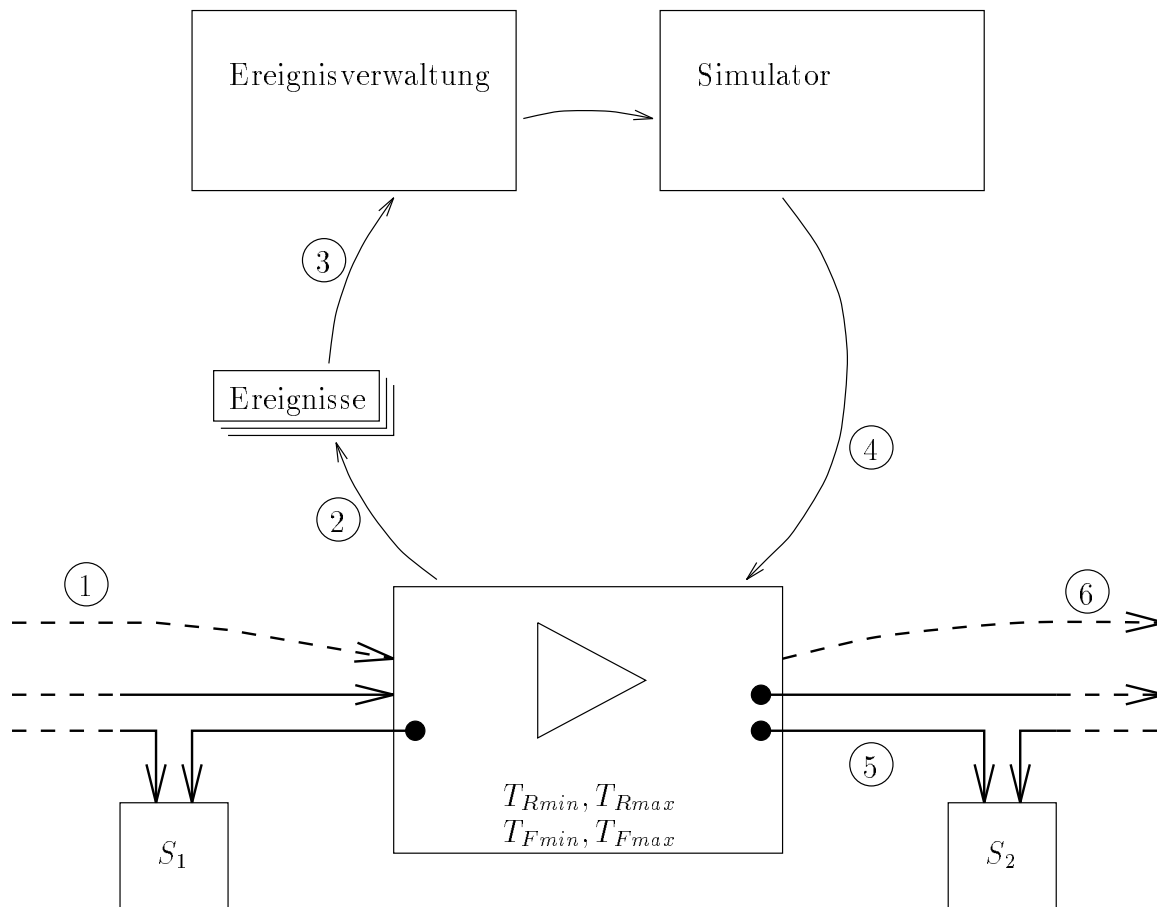 Ereignisverwaltung
Simulator
3
Ereignisse
4
2
1
6
5
T_{Rmin}, T_{Rmax}
T_{Fmin}, T_{Fmax}
S_1
S_2